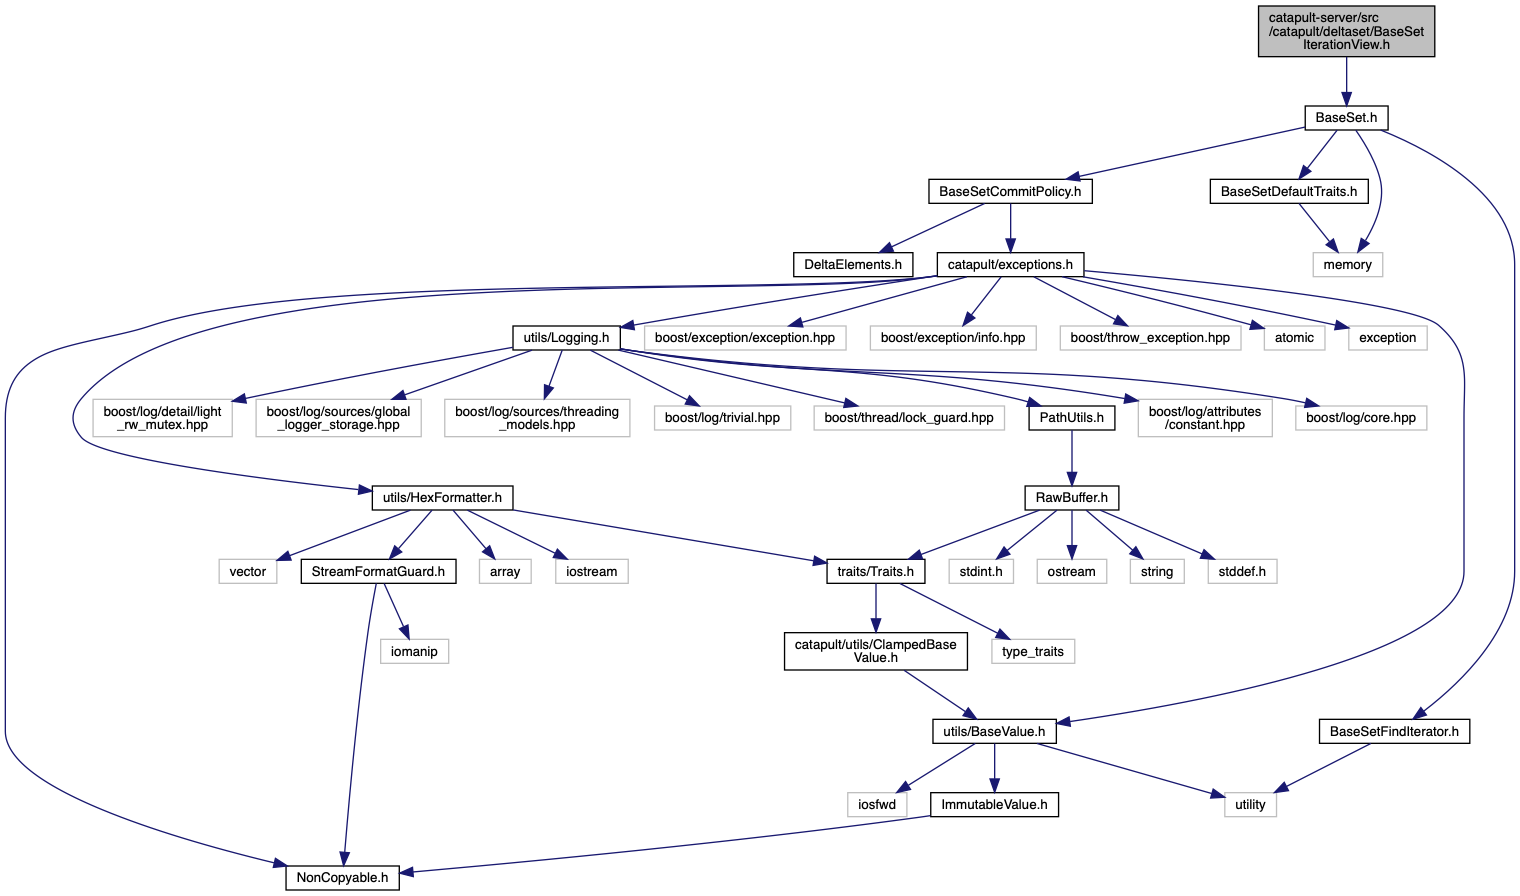 catapult-server/src
/catapult/deltaset/BaseSet
IterationView.h
BaseSet.h
BaseSetCommitPolicy.h
BaseSetDefaultTraits.h
DeltaElements.h
catapult/exceptions.h
memory
utils/Logging.h
boost/exception/exception.hpp
boost/exception/info.hpp
boost/throw_exception.hpp
atomic
exception
boost/log/detail/light
_rw_mutex.hpp
boost/log/sources/global
_logger_storage.hpp
boost/log/sources/threading
_models.hpp
boost/log/trivial.hpp
boost/thread/lock_guard.hpp
PathUtils.h
boost/log/attributes
/constant.hpp
boost/log/core.hpp
utils/HexFormatter.h
RawBuffer.h
vector
StreamFormatGuard.h
array
iostream
traits/Traits.h
stdint.h
ostream
string
stddef.h
iomanip
catapult/utils/ClampedBase
Value.h
type_traits
utils/BaseValue.h
BaseSetFindIterator.h
iosfwd
ImmutableValue.h
utility
NonCopyable.h